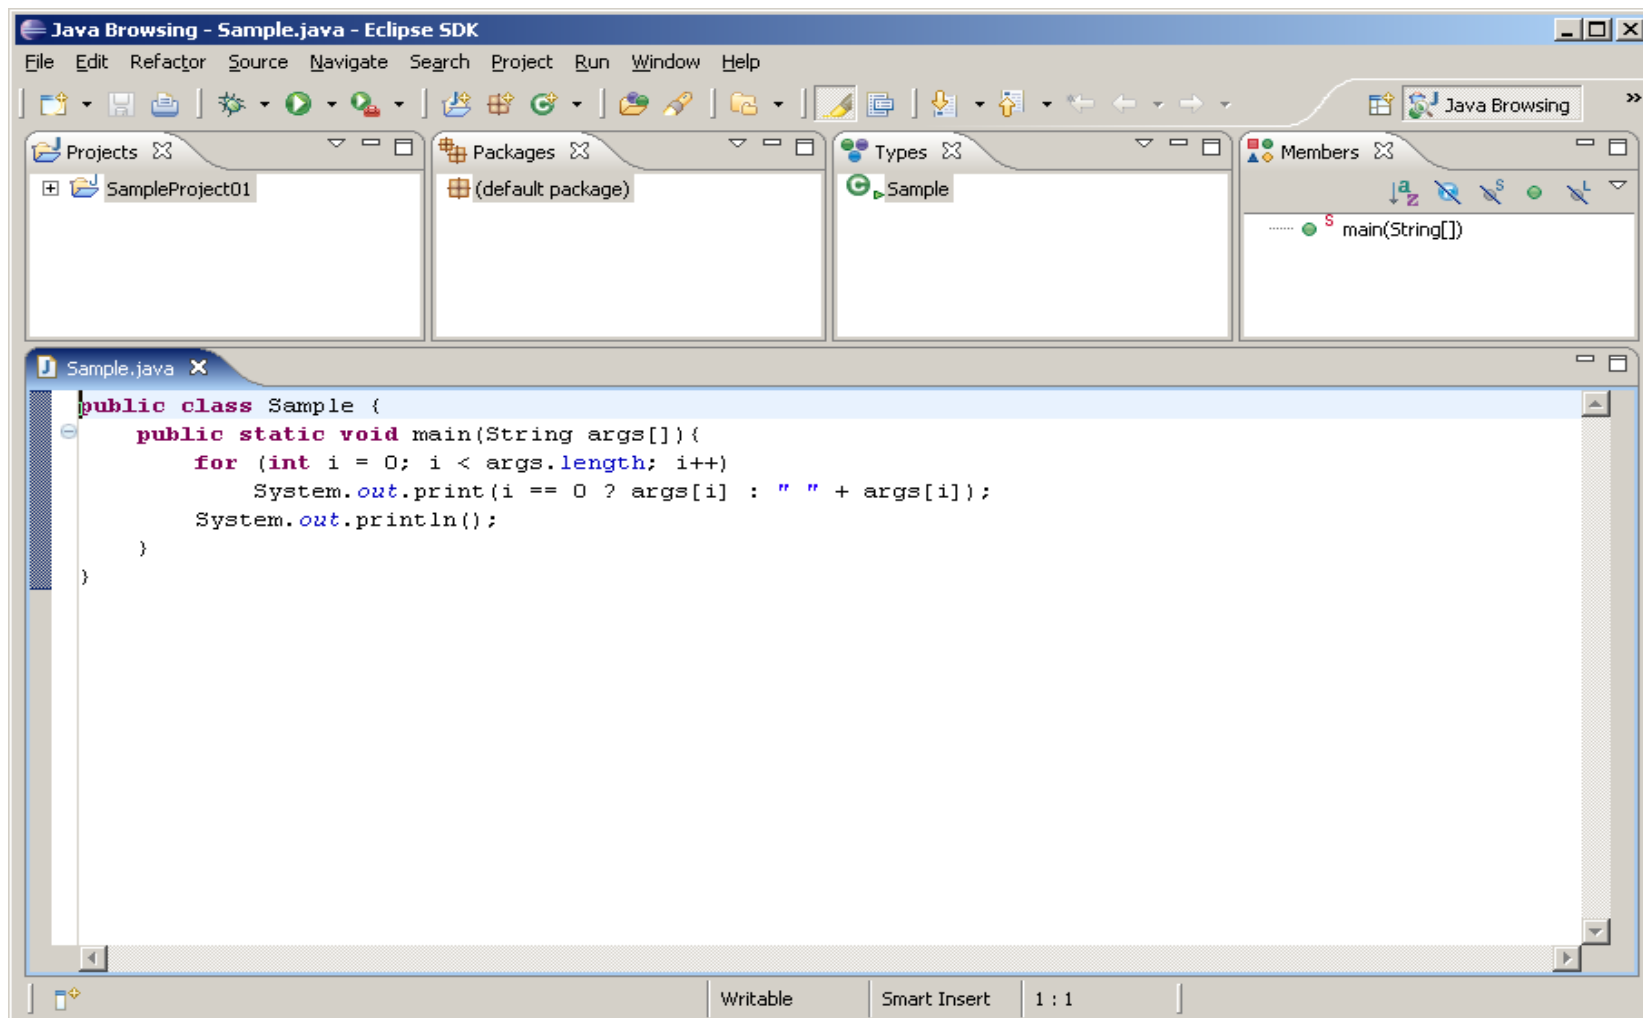 Java Browsing - Sample.java - Eclipse SDK
File Edit Refactor Source Navigate Search Project Run Window Help
Java Browsing
Projects
Packages
Types
Members
SampleProject01
(default package)
Sample
main(String[])
Sample.java
public class Sample {
public static void main(String args[]){
for (int i = 0; i < args.length; i++)
System.out.print(i == 0 ? args[i] : " " + args[i]);
System.out.println();
}
}
Writable
Smart Insert
1 : 1